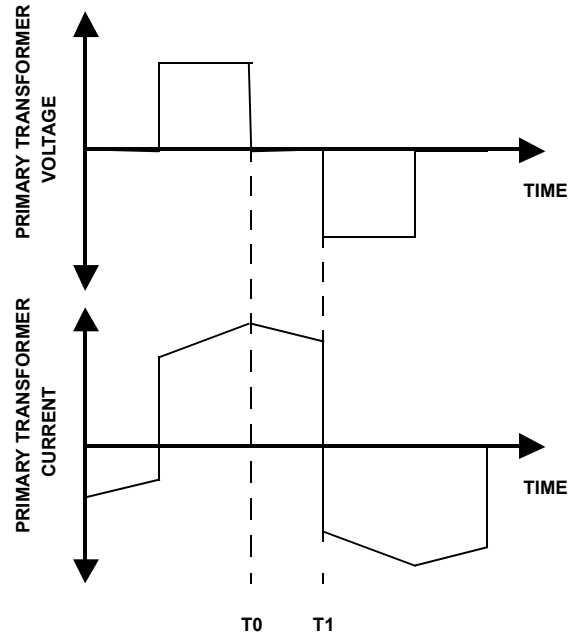 PRIMARY TRANSFORMER
VOLTAGE
TIME
PRIMARY TRANSFORMER
CURRENT
TIME
T0 T1